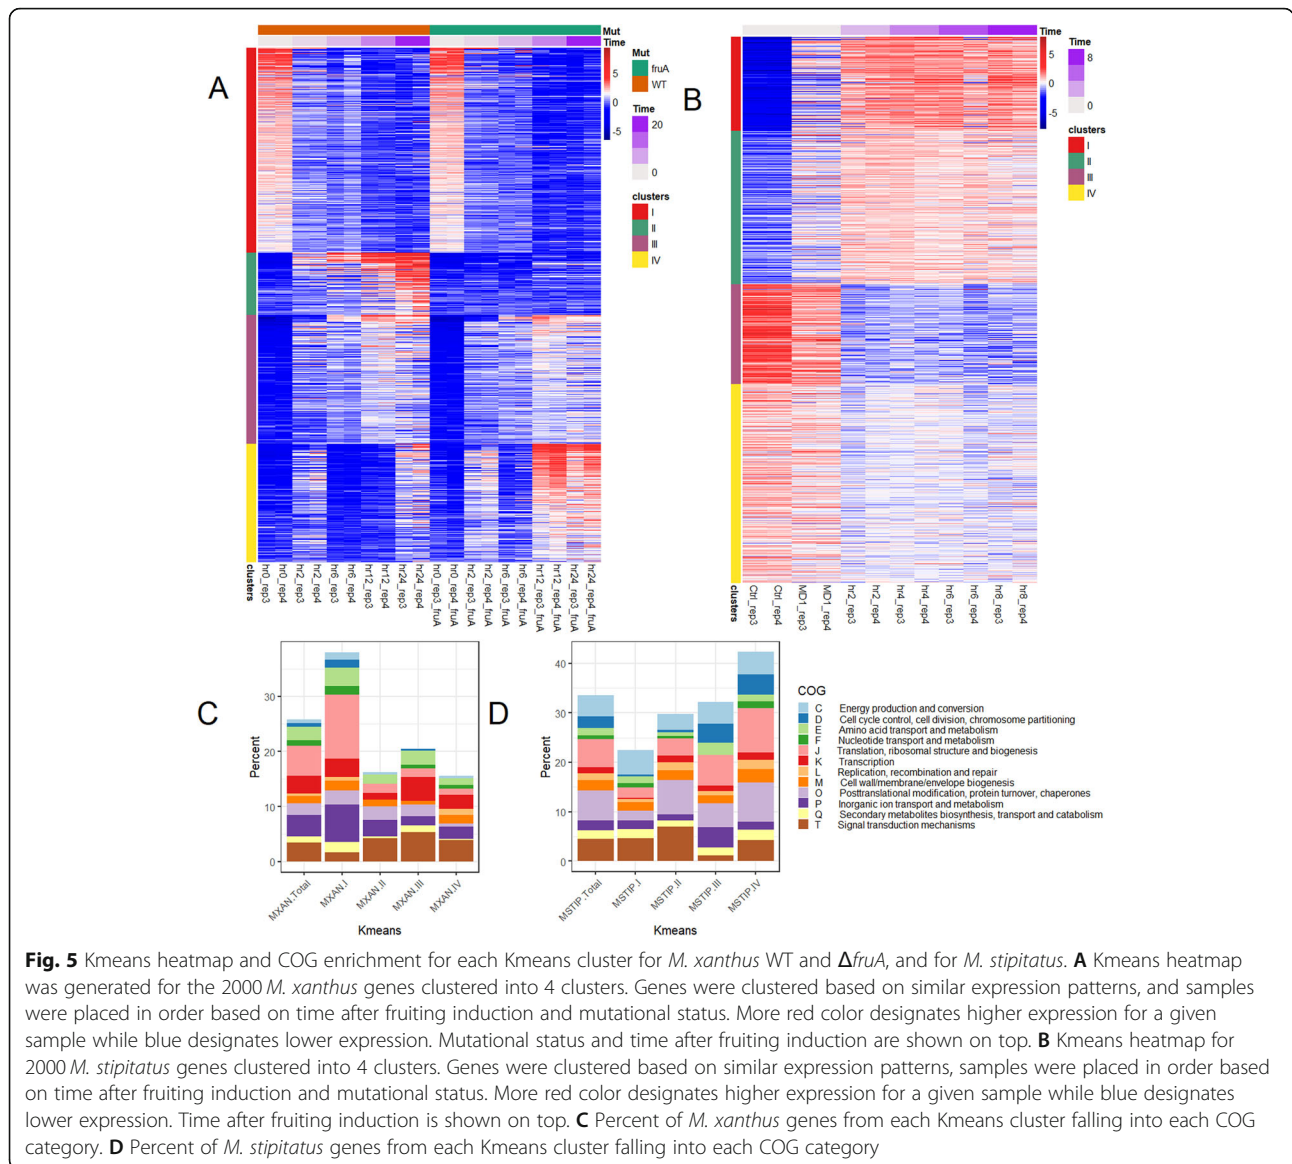 A
Mut
Time
5
0
-5
Mut
fruA
WT
Time
20
0
clusters
I
II
III
IV
clusters
hr0_rep3
hr0_rep4
hr2_rep3
hr2_rep4
hr6_rep3
hr6_rep4
hr12_rep3
hr12_rep4
hr24_rep3
hr24_rep4
hr0_rep3_fruA
hr0_rep4_fruA
hr2_rep3_fruA
hr2_rep4_fruA
hr6_rep3_fruA
hr6_rep4_fruA
hr12_rep3_fruA
hr12_rep4_fruA
hr24_rep3_fruA
hr24_rep4_fruA
B
Time
5
0
-5
Time
8
0
clusters
I
II
III
IV
clusters
Ctrl_rep3
Ctrl_rep4
MD1_rep3
MD1_rep4
hr2_rep3
hr2_rep4
hr4_rep3
hr4_rep4
hr6_rep3
hr6_rep4
hr8_rep3
hr8_rep4
C
Percent
30
20
10
0
MXAN.Total
MXAN.I
MXAN.II
MXAN.III
MXAN.IV
Kmeans
D
Percent
40
30
20
10
0
MSTIP.Total
MSTIP.I
MSTIP.II
MSTIP.III
MSTIP.IV
Kmeans
COG
C Energy production and conversion
D Cell cycle control, cell division, chromosome partitioning
E Amino acid transport and metabolism
F Nucleotide transport and metabolism
J Translation, ribosomal structure and biogenesis
K Transcription
L Replication, recombination and repair
M Cell wall/membrane/envelope biogenesis
O Posttranslational modification, protein turnover, chaperones
P Inorganic ion transport and metabolism
Q Secondary metabolites biosynthesis, transport and catabolism
T Signal transduction mechanisms
Fig. 5 Kmeans heatmap and COG enrichment for each Kmeans cluster for M. xanthus WT and ΔfruA, and for M. stipitatus. A Kmeans heatmap
was generated for the 2000 M. xanthus genes clustered into 4 clusters. Genes were clustered based on similar expression patterns, and samples
were placed in order based on time after fruiting induction and mutational status. More red color designates higher expression for a given
sample while blue designates lower expression. Mutational status and time after fruiting induction are shown on top. B Kmeans heatmap for
2000 M. stipitatus genes clustered into 4 clusters. Genes were clustered based on similar expression patterns, samples were placed in order based
on time after fruiting induction and mutational status. More red color designates higher expression for a given sample while blue designates
lower expression. Time after fruiting induction is shown on top. C Percent of M. xanthus genes from each Kmeans cluster falling into each COG
category. D Percent of M. stipitatus genes from each Kmeans cluster falling into each COG category